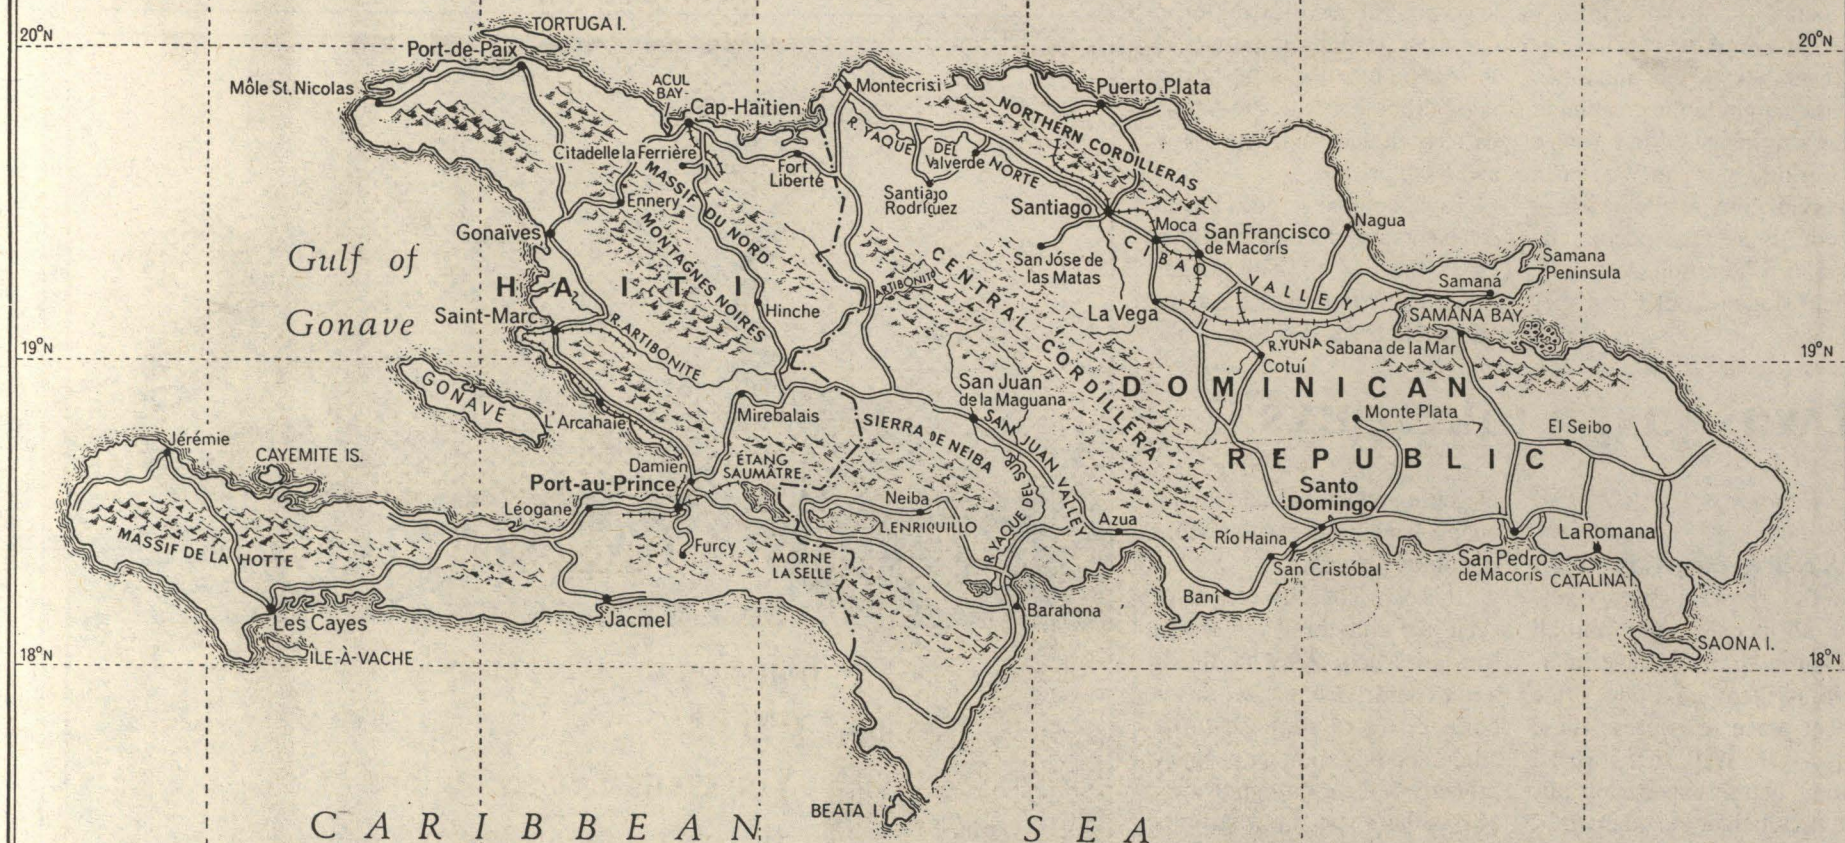 TORTUGA I.
20°N
20°N
Port-de-Paix
Môle St. Nicolas
ACUL
BAY
Cap-Haïtien
Montecristi
Puerto Plata
NORTHERN CORDILLERAS
R. YAQUE DEL NORTE
Valverde
Citadelle la Ferrière
Fort
Liberté
Santiago
Rodríguez
Santiago
MASSIF DU NORD
Ennery
MONTAGNES NOIRES
Gonaïves
Moca
San Francisco
de Macorís
Nagua
CIBAO VALLEY
San Jóse de
las Matas
Samana
Peninsula
Samaná
SAMANA BAY
Gulf of
Gonave
HAITI
ARTIBONITE
CENTRAL CORDILLERA
La Vega
Saint-Marc
R. ARTIBONITE
Hinche
R. YUNA
Sabana de la Mar
Cotuí
19°N
19°N
GONAVE
San Juan
de la Maguana
DOMINICAN
REPUBLIC
L'Arcahaie
Mirebalais
SIERRA DE NEIBA
SAN JUAN VALLEY
Monte Plata
El Seibo
Jérémie
CAYEMITE IS.
Damien
Port-au-Prince
ÉTANG
SAUMÂTRE
Léogane
Neiba
L. ENRIQUILLO
R. YAQUE DEL SUR
Azua
Santo
Domingo
Río Haina
San Cristóbal
San Pedro
de Macorís
La Romana
CATALINA I.
MASSIF DE LA HOTTE
Furcy
MORNE
LA SELLE
Baní
Barahona
Les Cayes
Jacmel
ÎLE-À-VACHE
SAONA I.
18°N
18°N
BEATA I.
CARIBBEAN SEA